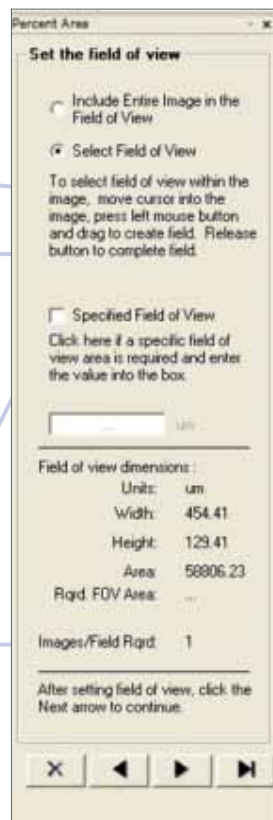 Percent Area
Set the field of view
Include Entire Image in the
Field of View
Select Field of View
To select field of view within the
image, move cursor into the
image, press left mouse button
and drag to create field. Release
button to complete field.
Specified Field of View
Click here if a specific field of
view area is required and enter
the value into the box.
... um
Field of view dimensions :
Units: um
Width: 454.41
Height: 129.41
Area: 58806.23
Rqrd. FOV Area: ...
Images/Field Rqrd: 1
After setting field of view, click the
Next arrow to continue.